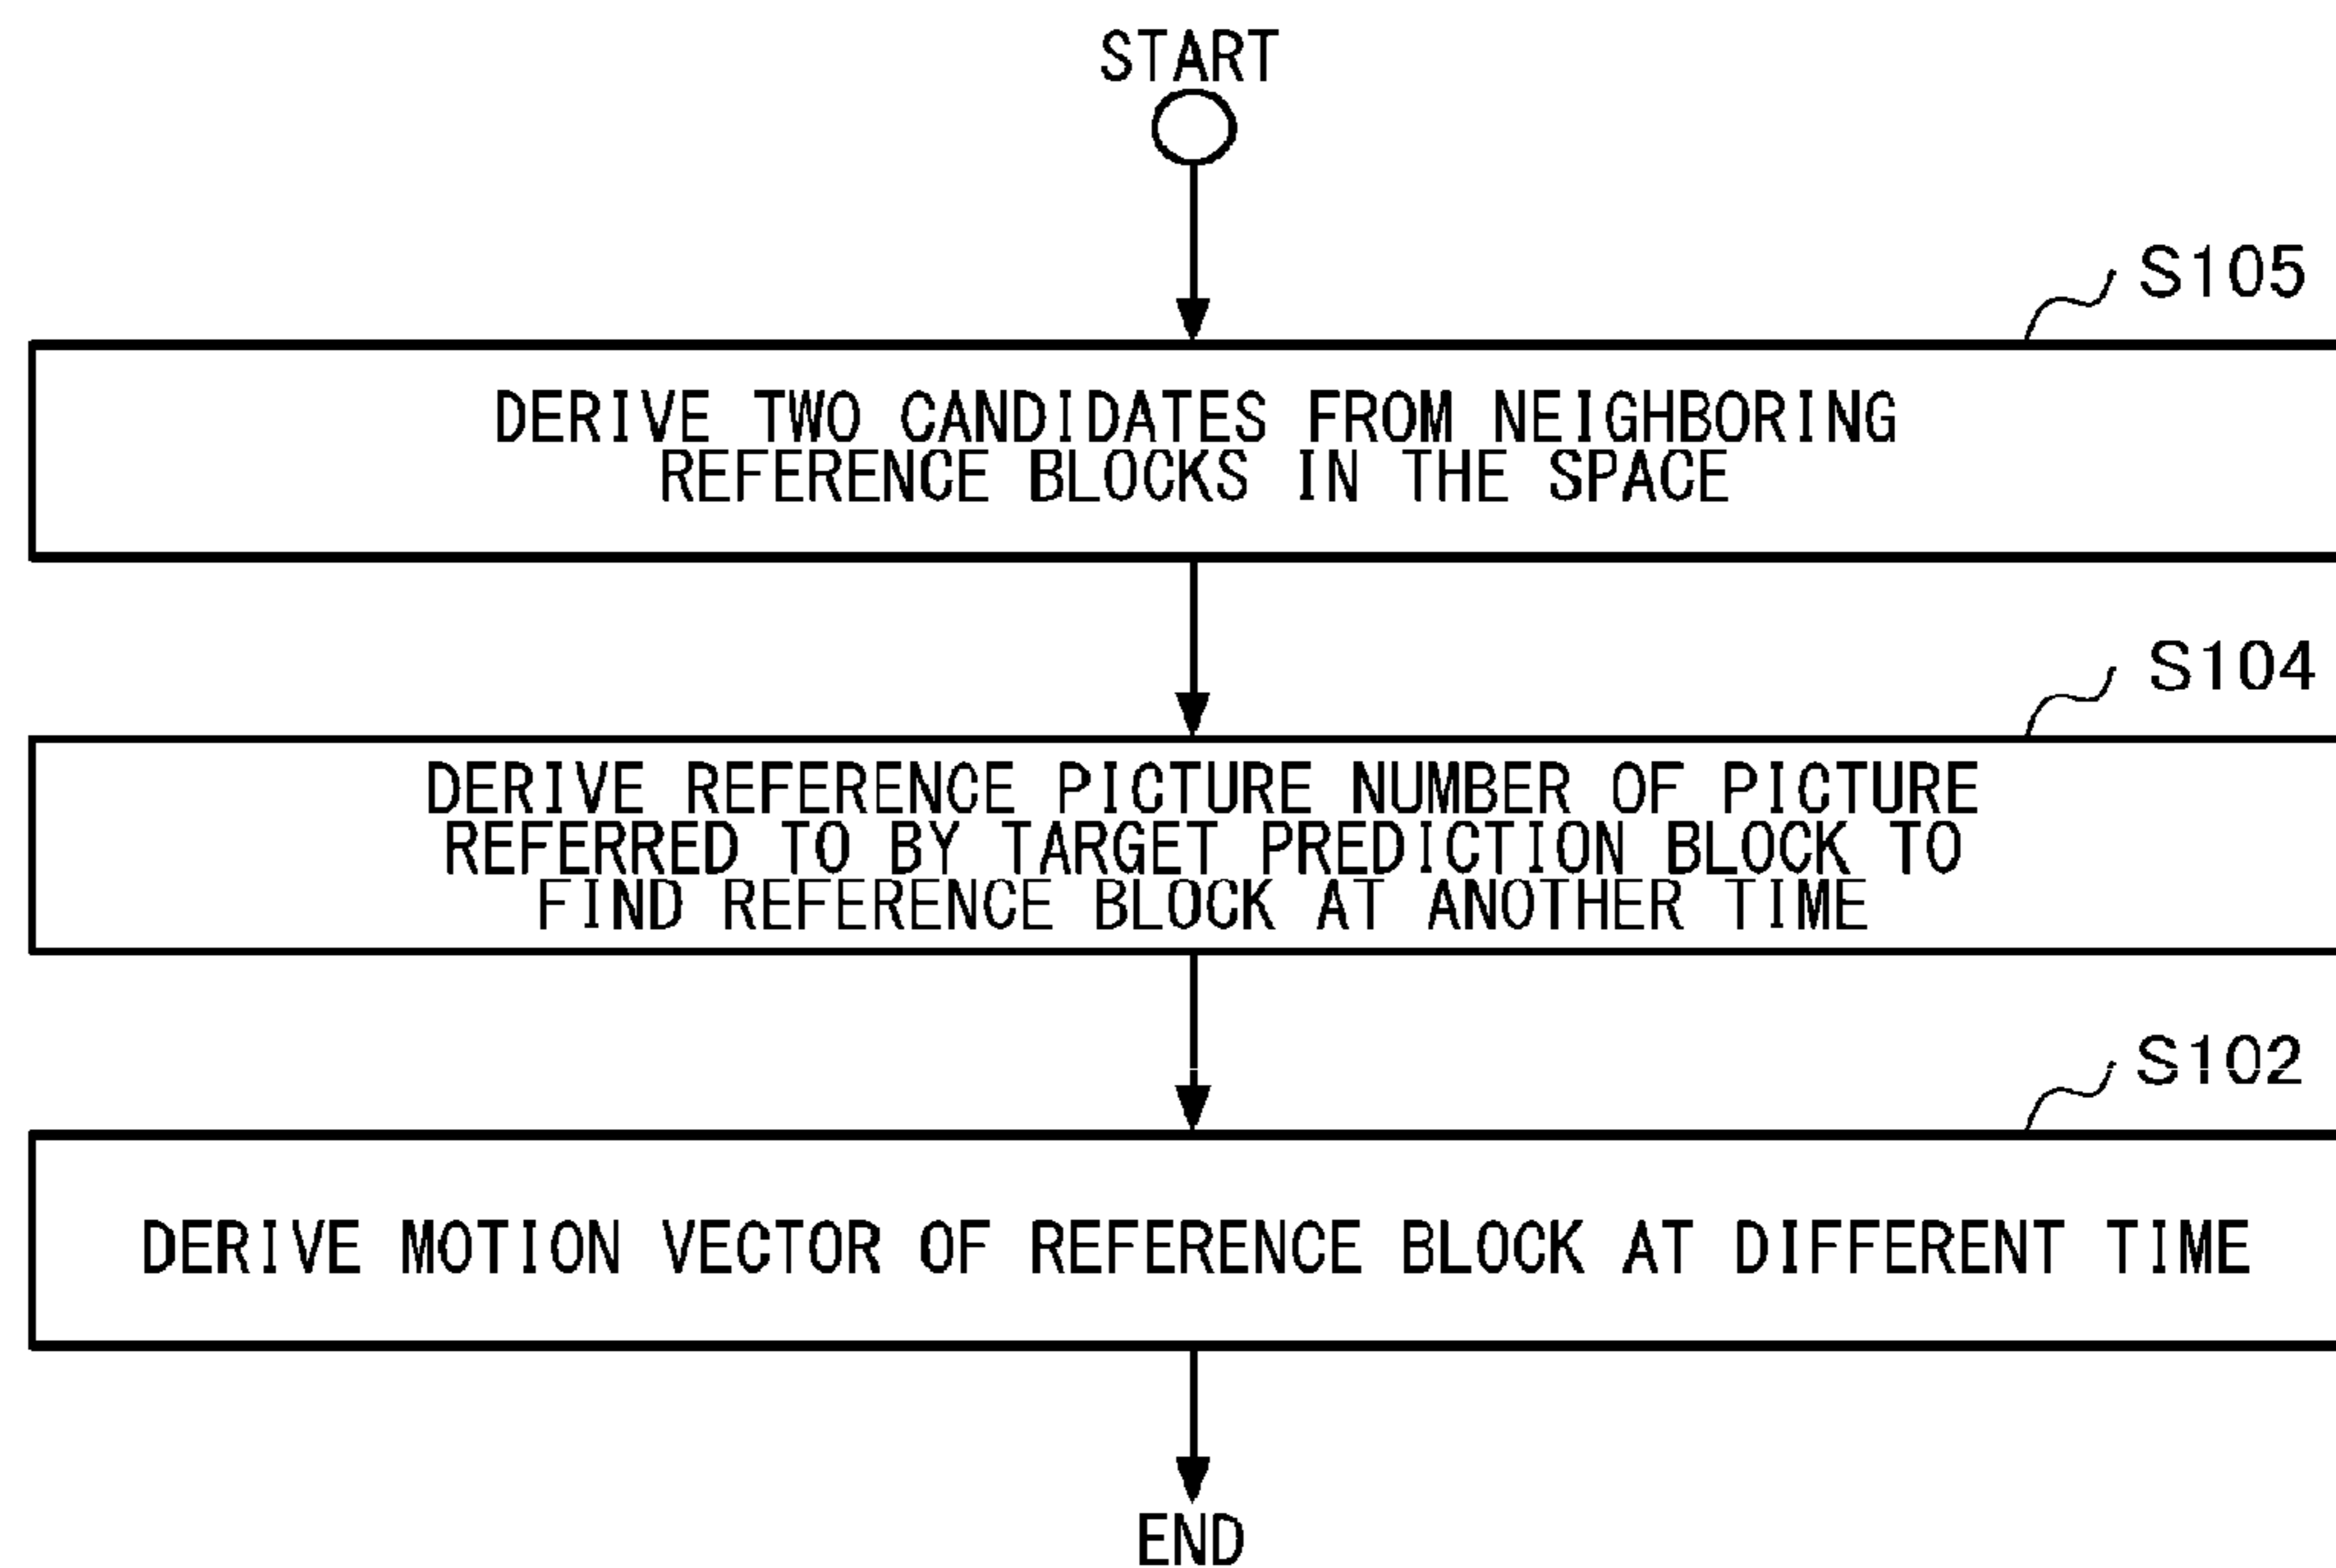 START
S105
DERIVE TWO CANDIDATES FROM NEIGHBORING
REFERENCE BLOCKS IN THE SPACE
S104
DERIVE REFERENCE PICTURE NUMBER OF PICTURE
REFERRED TO BY TARGET PREDICTION BLOCK TO
FIND REFERENCE BLOCK AT ANOTHER TIME
S102
DERIVE MOTION VECTOR OF REFERENCE BLOCK AT DIFFERENT TIME
END